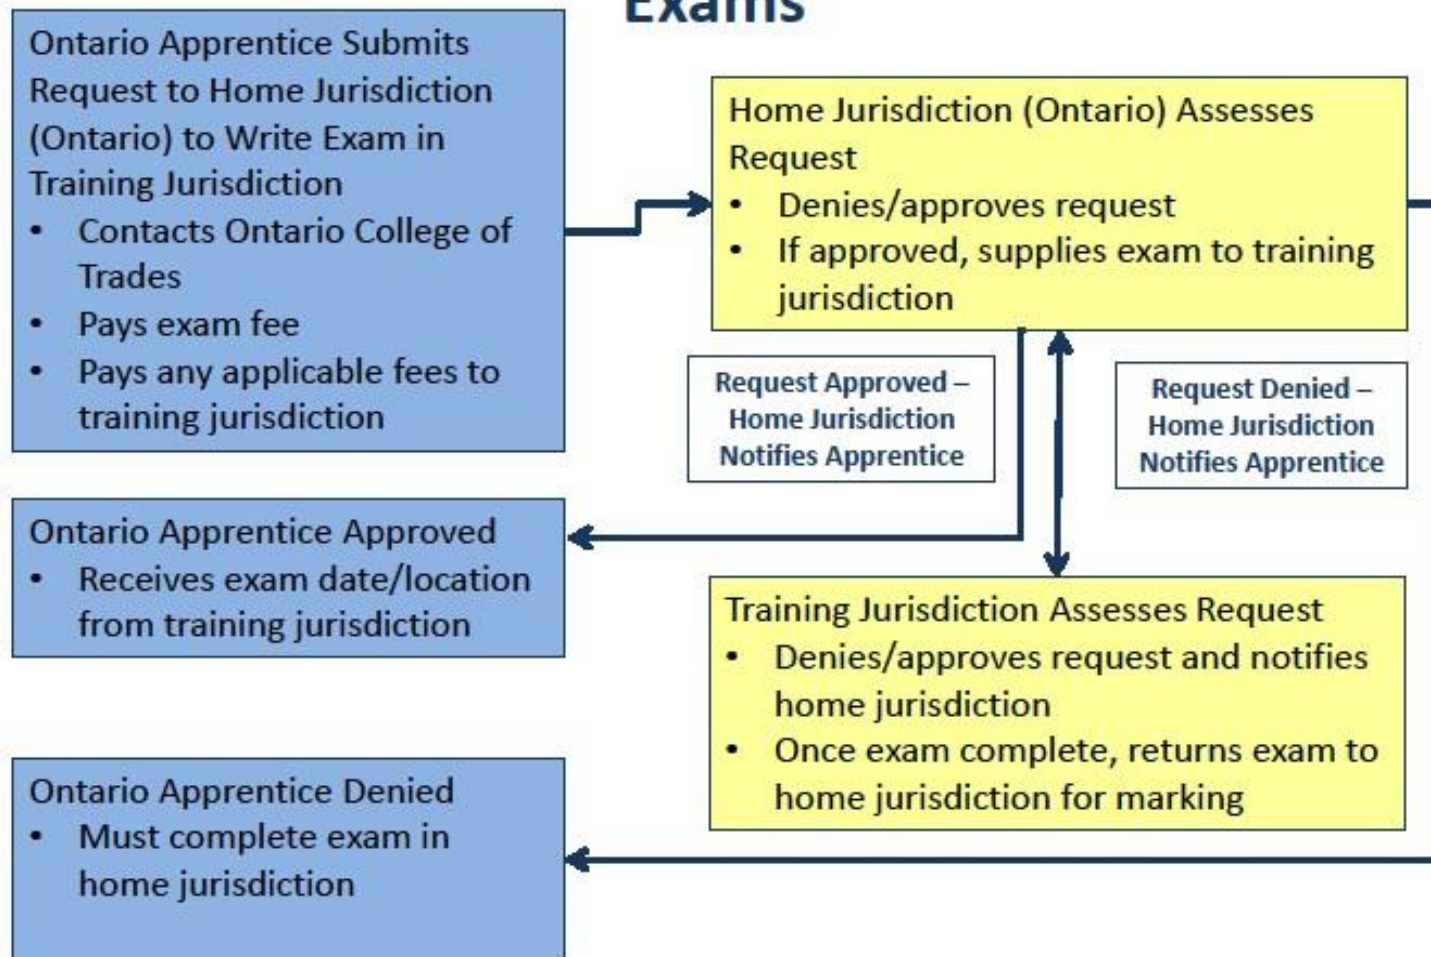 Exams
Ontario Apprentice Submits
Request to Home Jurisdiction
(Ontario) to Write Exam in
Training Jurisdiction
• Contacts Ontario College of
Trades
• Pays exam fee
• Pays any applicable fees to
training jurisdiction
Home Jurisdiction (Ontario) Assesses
Request
• Denies/approves request
• If approved, supplies exam to training
jurisdiction
Request Approved –
Home Jurisdiction
Notifies Apprentice
Request Denied –
Home Jurisdiction
Notifies Apprentice
Ontario Apprentice Approved
• Receives exam date/location
from training jurisdiction
Training Jurisdiction Assesses Request
• Denies/approves request and notifies
home jurisdiction
• Once exam complete, returns exam to
home jurisdiction for marking
Ontario Apprentice Denied
• Must complete exam in
home jurisdiction